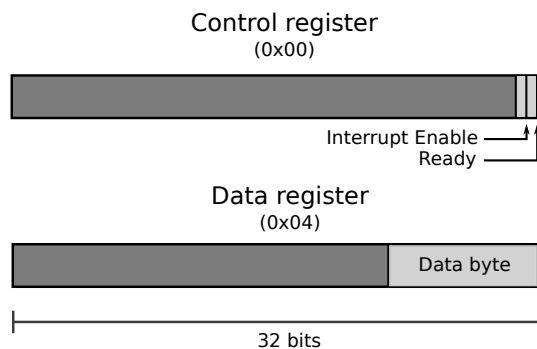 Control register
(0x00)
Interrupt Enable
Ready
Data register
(0x04)
Data byte
32 bits